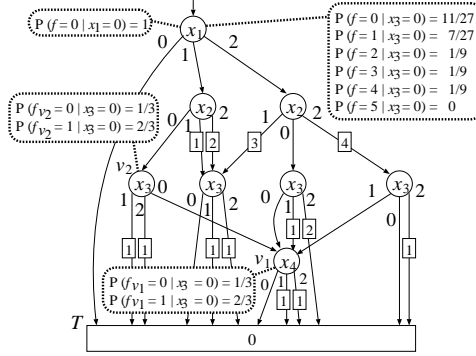 P (f = 0 | x1= 0) = 1
P (f = 0 | x3= 0) = 11/27
P (f = 1 | x3= 0) = 7/27
P (f = 2 | x3= 0) = 1/9
P (f = 3 | x3= 0) = 1/9
P (f = 4 | x3= 0) = 1/9
P (f = 5 | x3= 0) = 0
x1
0 1 2
P (fv2 = 0 | x3= 0) = 1/3
P (fv2 = 1 | x3= 0) = 2/3
x2 x2
0 1 2 1 0 2
1 1 3 4
v2
x3 x3 x3 x3
1 2 0 0 1 2 0 1 2 1 0 2
1 1 1 1 1 2 1
v1 x4
P (fv1 = 0 | x3= 0) = 1/3
P (fv1 = 1 | x3= 0) = 2/3
0 1 2
1 1
T
0